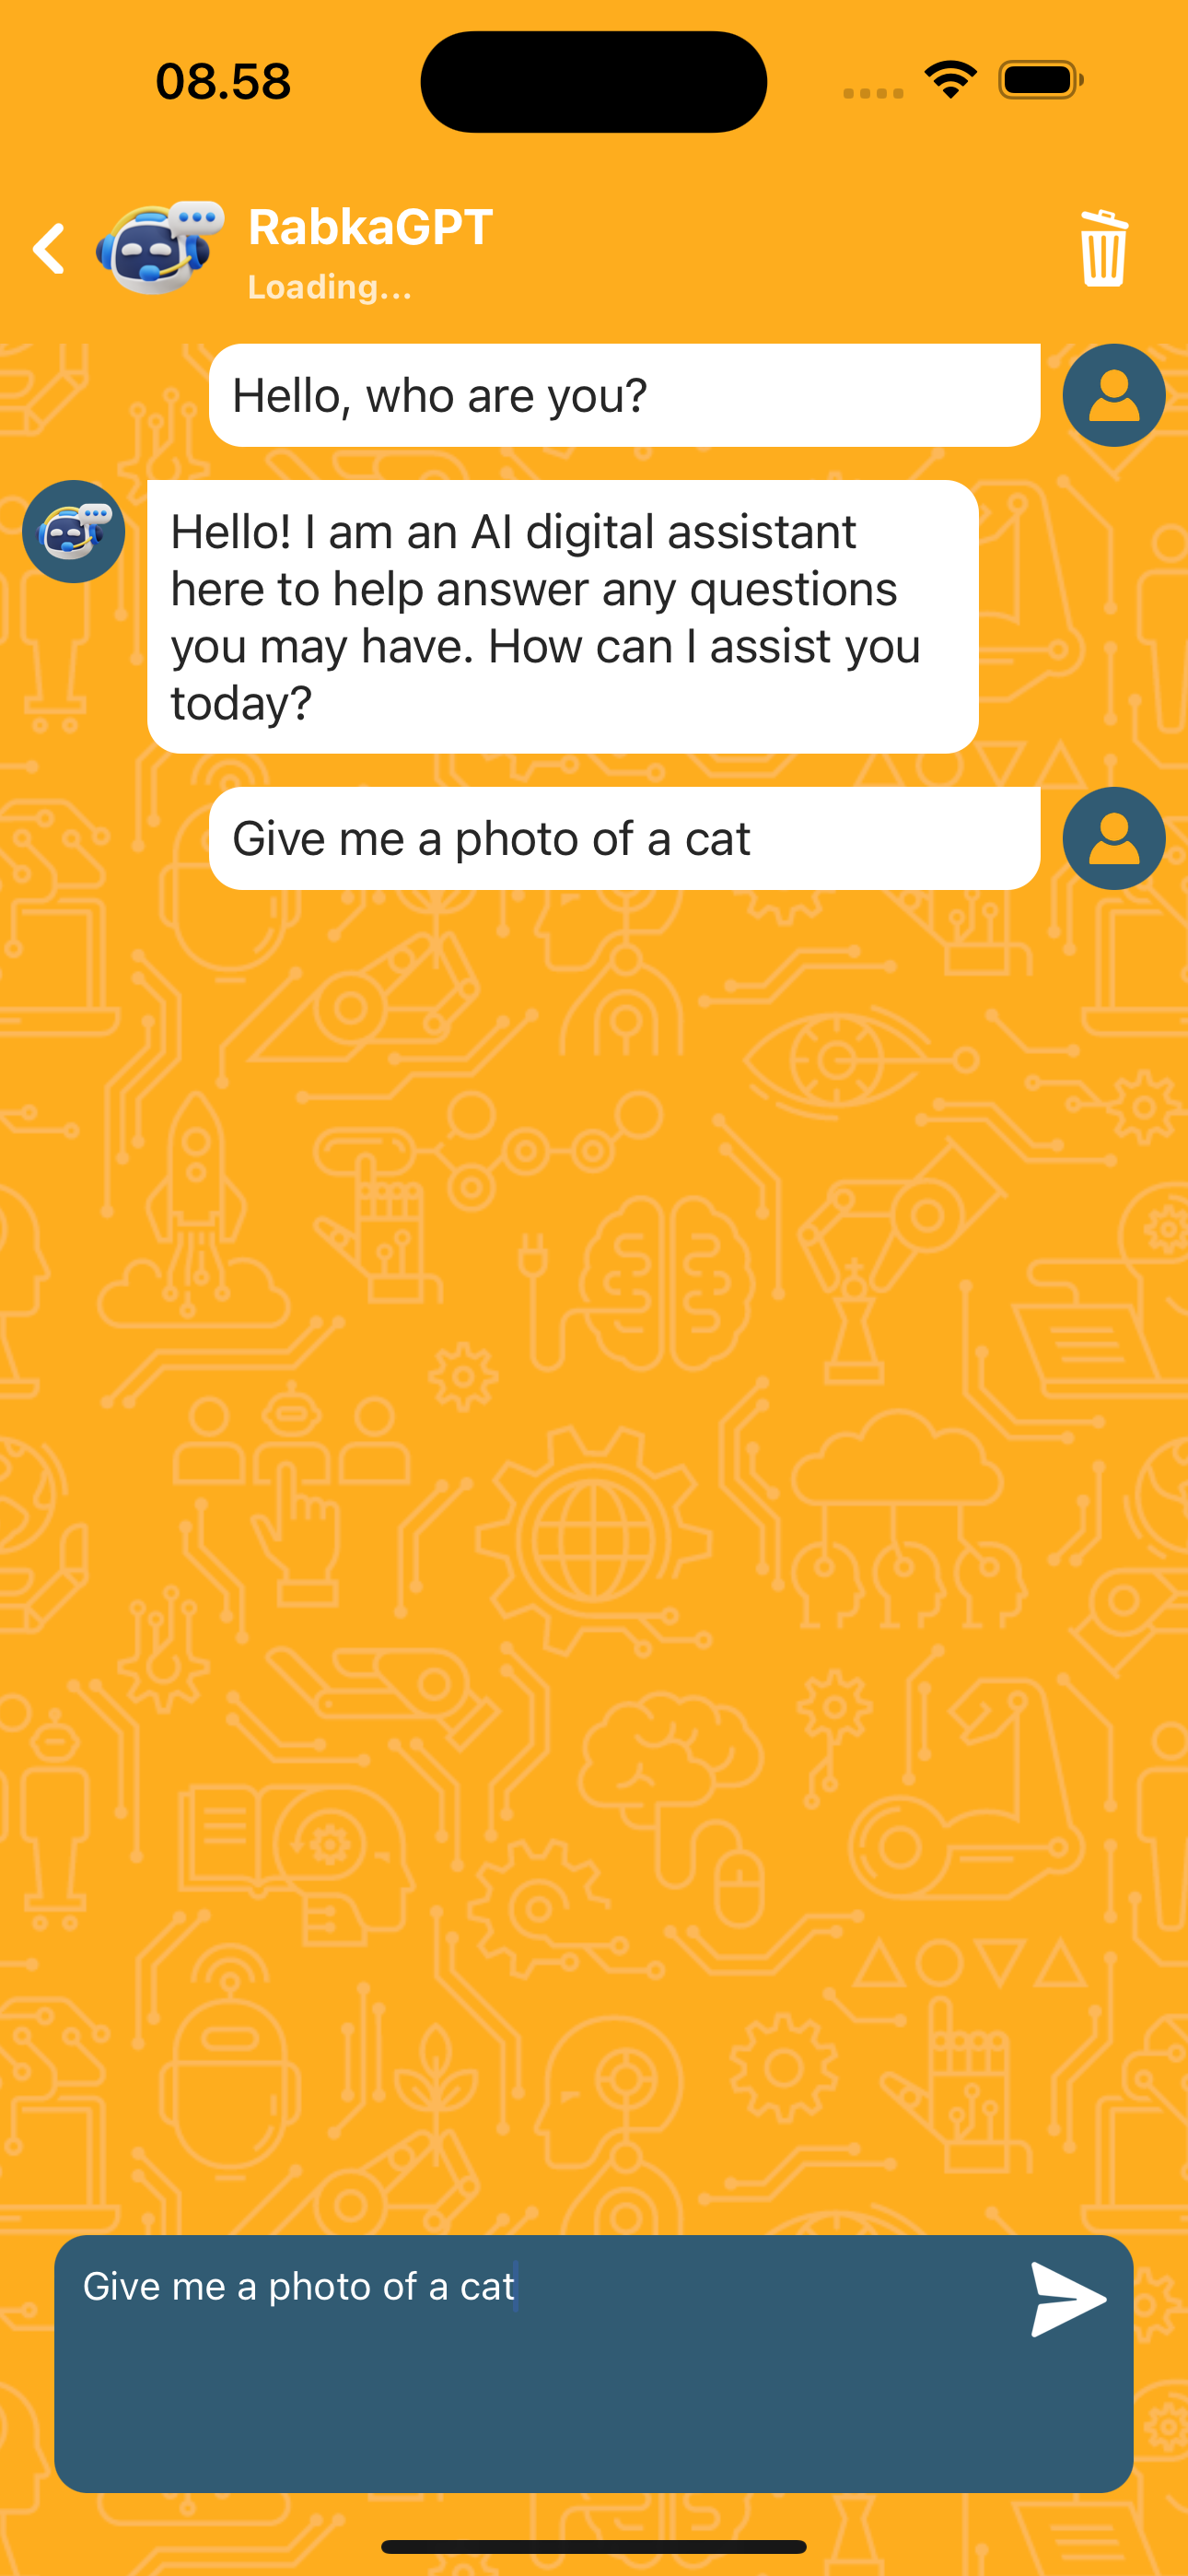 08.58
RabkaGPT
Loading...
Hello, who are you?
Hello! I am an AI digital assistant
here to help answer any questions
you may have. How can I assist you
today?
Give me a photo of a cat
Give me a photo of a cat